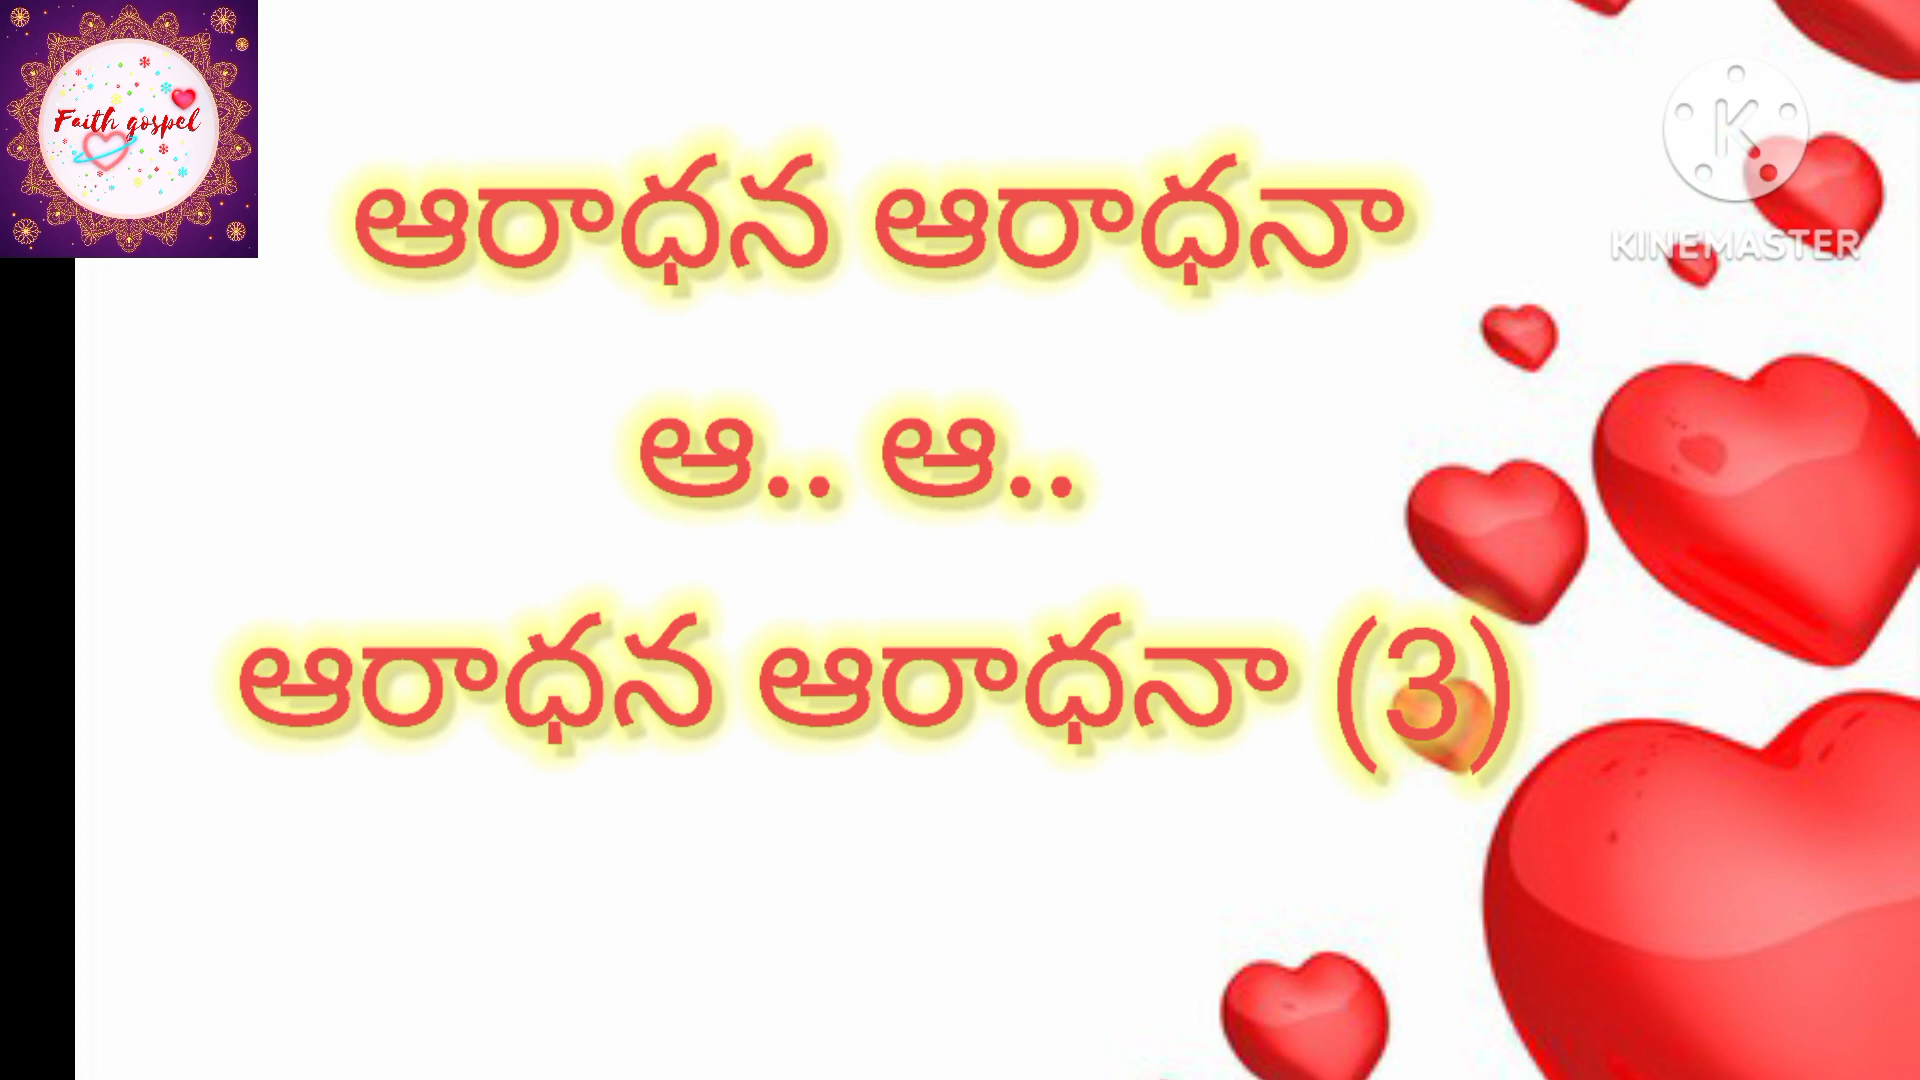 Faith gospel
KINEMASTER
ఆరాధన ఆరాధనా
ఆ.. ఆ..
ఆరాధన ఆరాధనా (3)